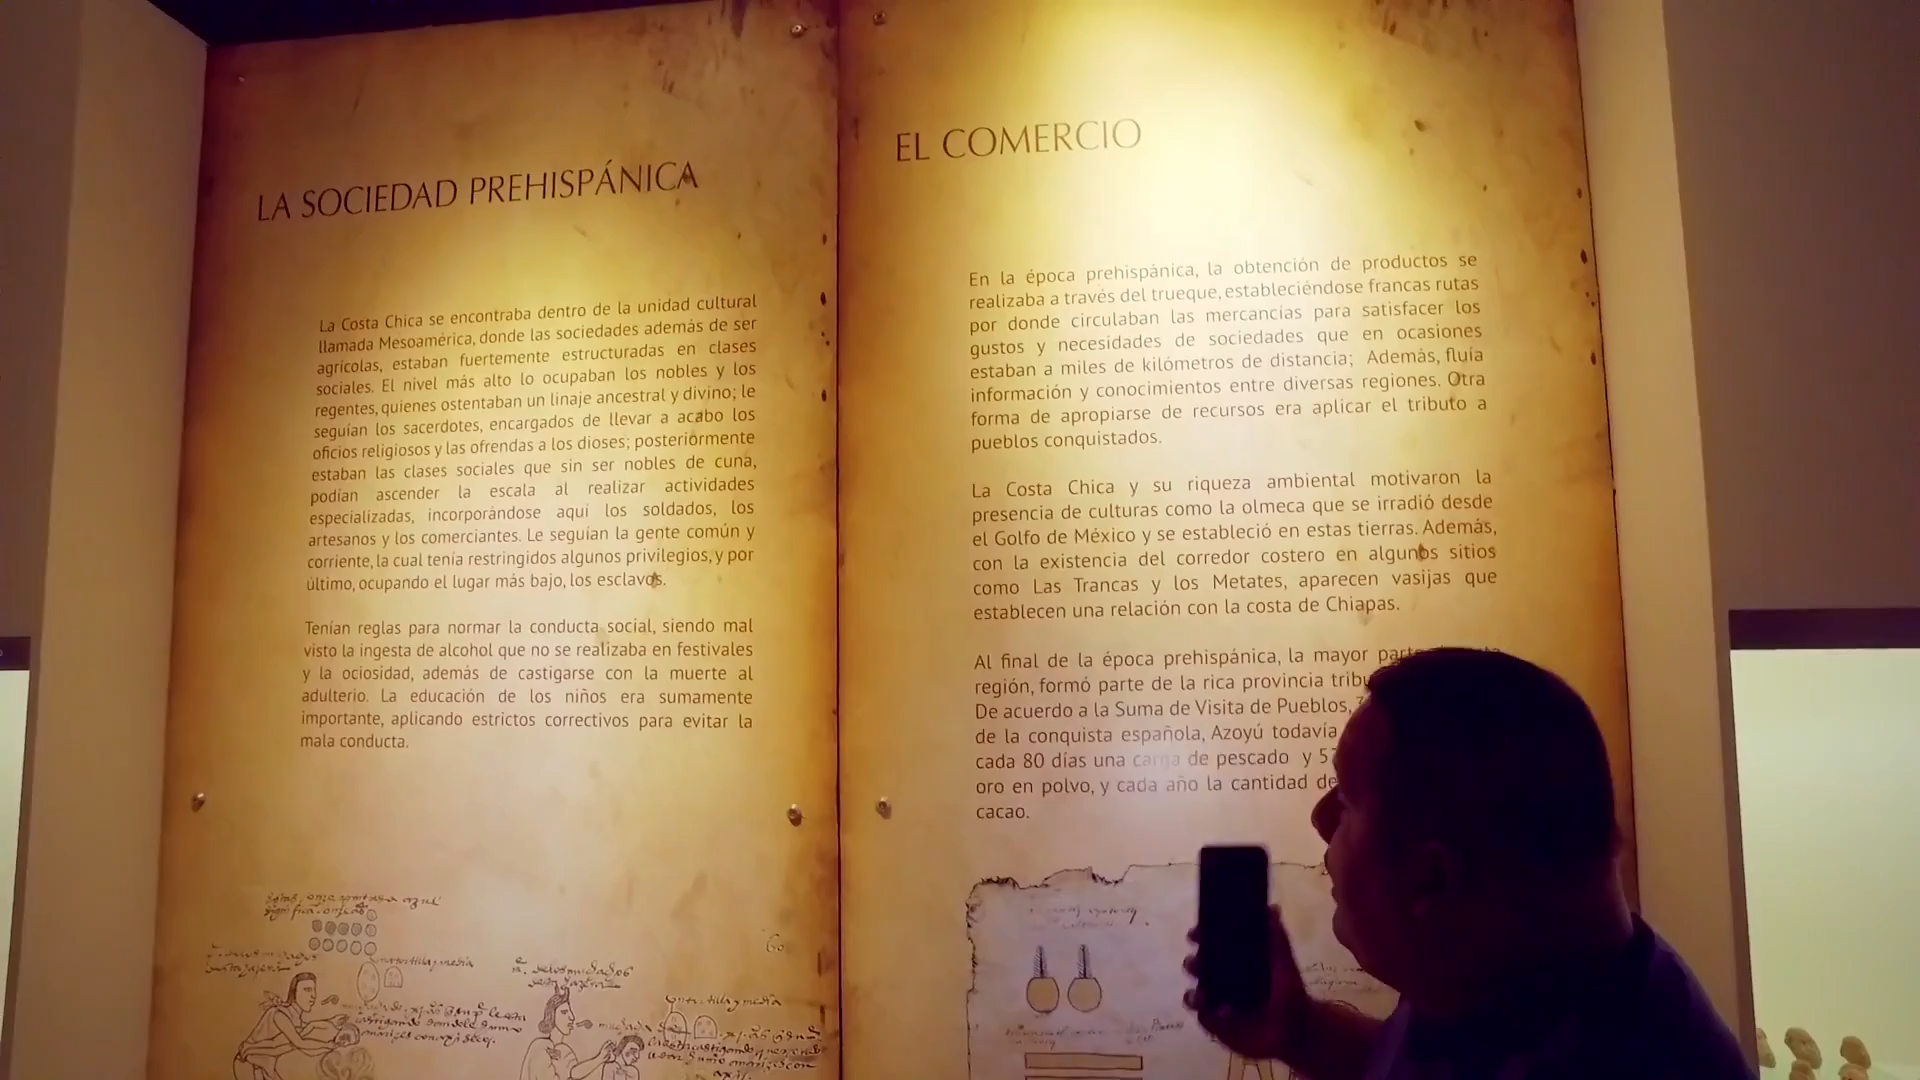 LA SOCIEDAD PREHISPÁNICA
La Costa Chica se encontraba dentro de la unidad cultural
llamada Mesoamérica, donde las sociedades además de ser
agrícolas, estaban fuertemente estructuradas en clases
sociales. El nivel más alto lo ocupaban los nobles y los
regentes, quienes ostentaban un linaje ancestral y divino; le
seguían los sacerdotes, encargados de llevar a acabo los
oficios religiosos y las ofrendas a los dioses; posteriormente
estaban las clases sociales que sin ser nobles de cuna,
podían ascender la escala al realizar actividades
especializadas, incorporándose aquí los soldados, los
artesanos y los comerciantes. Le seguían la gente común y
corriente, la cual tenía restringidos algunos privilegios, y por
último, ocupando el lugar más bajo, los esclavos.
Tenían reglas para normar la conducta social, siendo mal
visto la ingesta de alcohol que no se realizaba en festivales
y la ociosidad, además de castigarse con la muerte al
adulterio. La educación de los niños era sumamente
importante, aplicando estrictos correctivos para evitar la
mala conducta.
EL COMERCIO
En la época prehispánica, la obtención de productos se
realizaba a través del trueque, estableciéndose francas rutas
por donde circulaban las mercancías para satisfacer los
gustos y necesidades de sociedades que en ocasiones
estaban a miles de kilómetros de distancia; Además, fluía
información y conocimientos entre diversas regiones. Otra
forma de apropiarse de recursos era aplicar el tributo a
pueblos conquistados.
La Costa Chica y su riqueza ambiental motivaron la
presencia de culturas como la olmeca que se irradió desde
el Golfo de México y se estableció en estas tierras. Además,
con la existencia del corredor costero en algunos sitios
como Las Trancas y los Metates, aparecen vasijas que
establecen una relación con la costa de Chiapas.
Al final de la época prehispánica, la mayor
región, formó parte de la rica provincia
De acuerdo a la Suma de Visita de Pueblos,
de la conquista española, Azoyú todavía
cada 80 días una carga de pescado y
oro en polvo, y cada año la cantidad de
cacao.